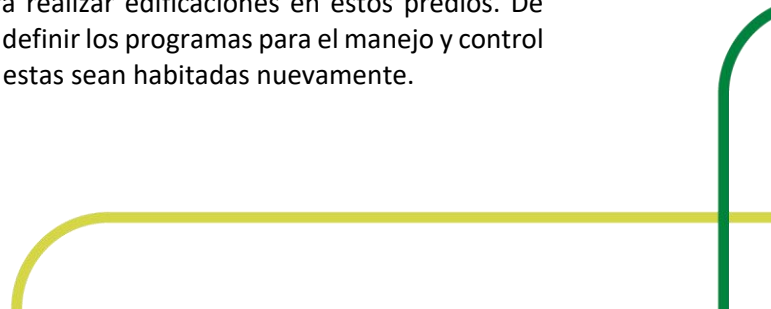 realizar edificaciones en estos predios. De
definir los programas para el manejo y control
estas sean habitadas nuevamente.